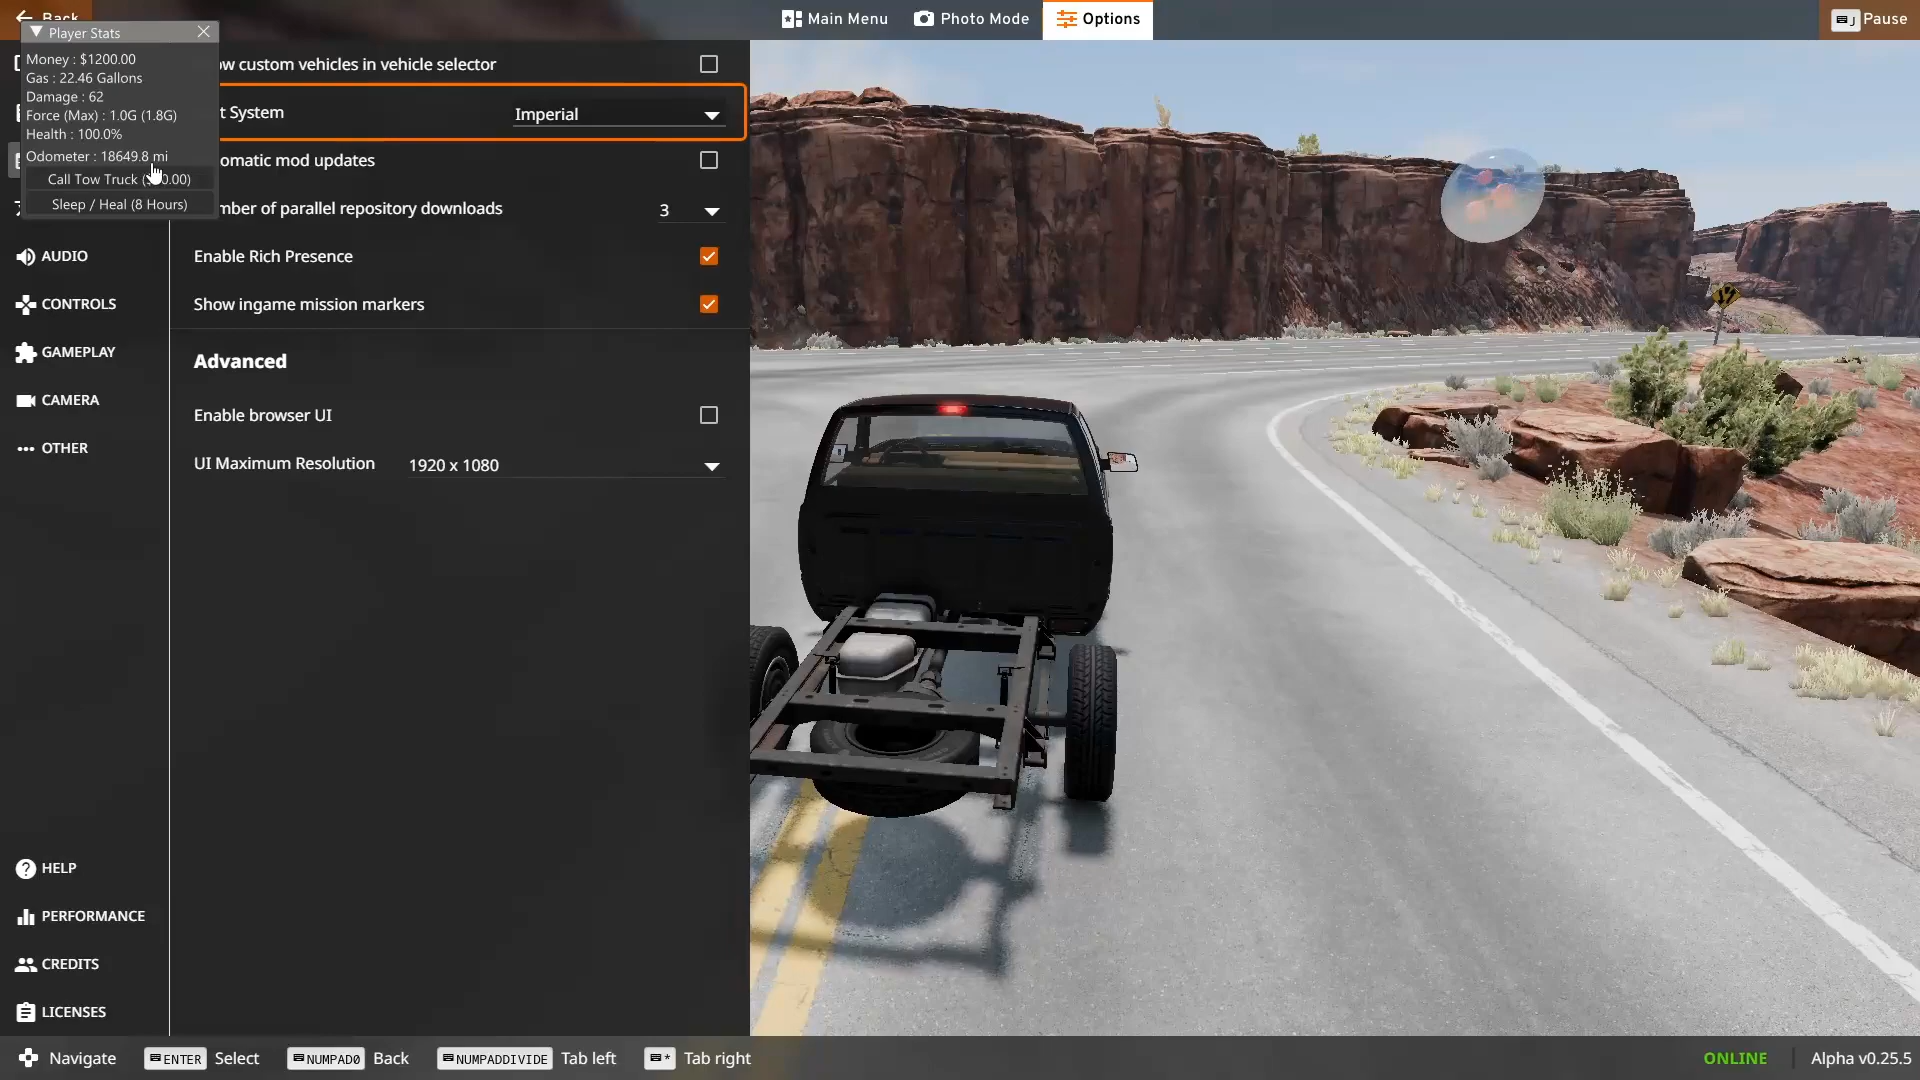 Back
Main Menu
Photo Mode
Options
J Pause
Player Stats
Money : $1200.00
Gas : 22.46 Gallons
Damage : 62
Force (Max) : 1.0G (1.8G)
Health : 100.0%
Odometer : 18649.8 mi
Call Tow Truck ( 0.00)
Sleep / Heal (8 Hours)
ow custom vehicles in vehicle selector
t System Imperial
omatic mod updates
mber of parallel repository downloads 3
Enable Rich Presence
Show ingame mission markers
Advanced
Enable browser UI
UI Maximum Resolution 1920 x 1080
AUDIO
CONTROLS
GAMEPLAY
CAMERA
OTHER
HELP
PERFORMANCE
CREDITS
LICENSES
Navigate ENTER Select NUMPAD0 Back NUMPADDIVIDE Tab left * Tab right
ONLINE Alpha v0.25.5